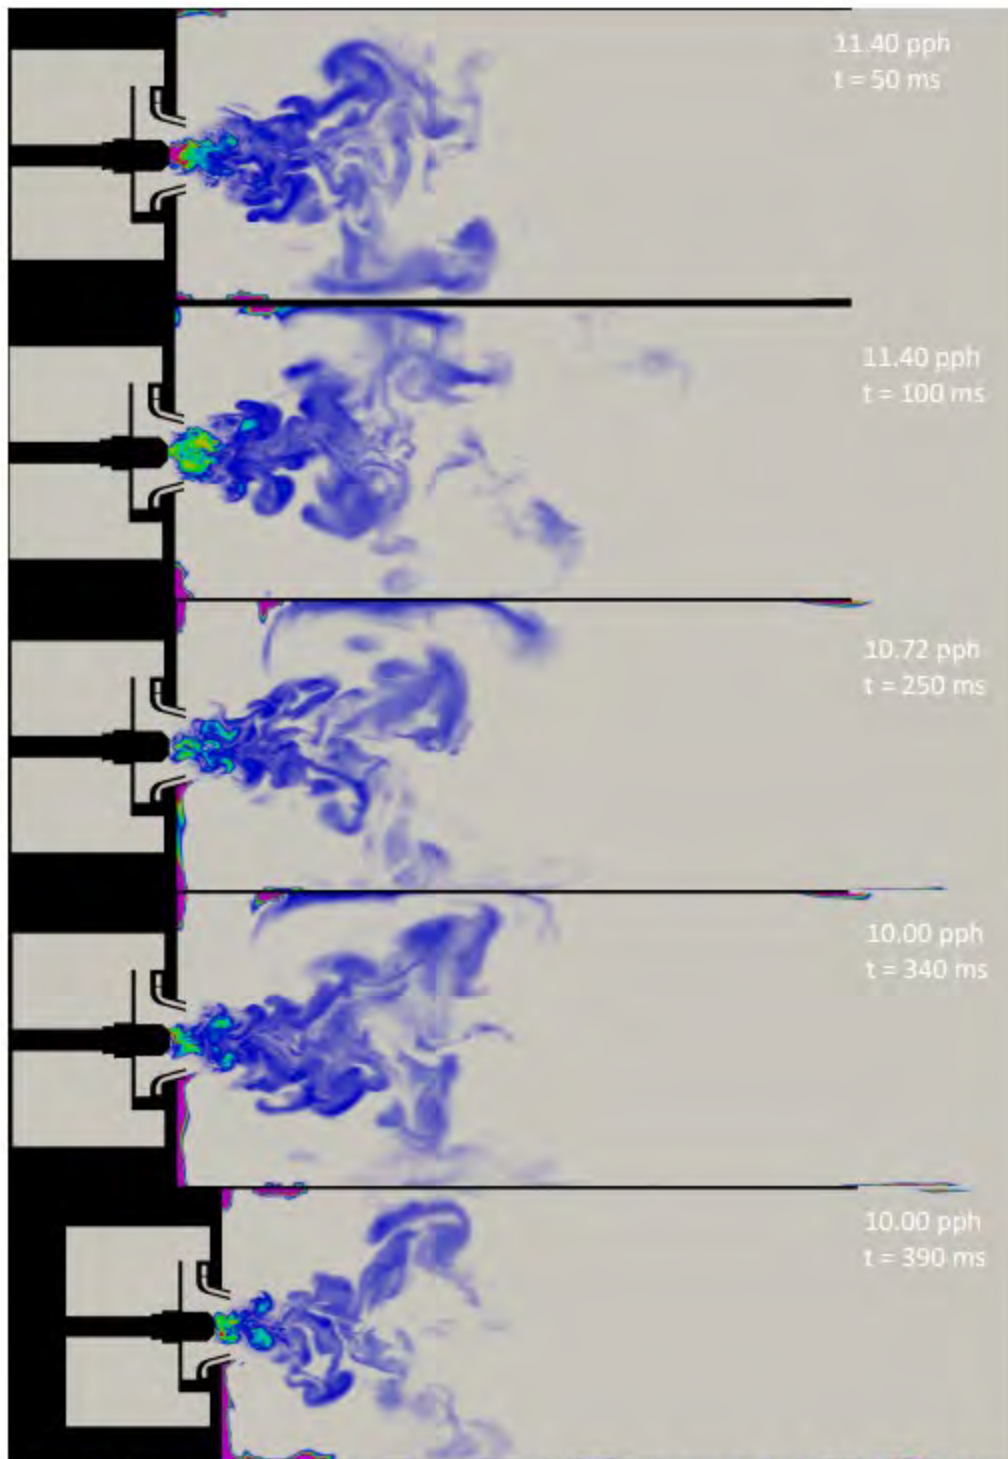 11.40 pph
t = 50 ms
11.40 pph
t = 100 ms
10.72 pph
t = 250 ms
10.00 pph
t = 340 ms
10.00 pph
t = 390 ms